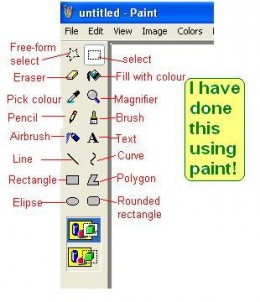 untitled - Paint
File Edit View Image Colors
Free-form
select
select
Eraser
Fill with colour
Pick colour
Magnifier
Pencil
Brush
Airbrush
A
Text
Line
Curve
Rectangle
Polygon
Elipse
Rounded
rectangle
I have
done
this
using
paint!